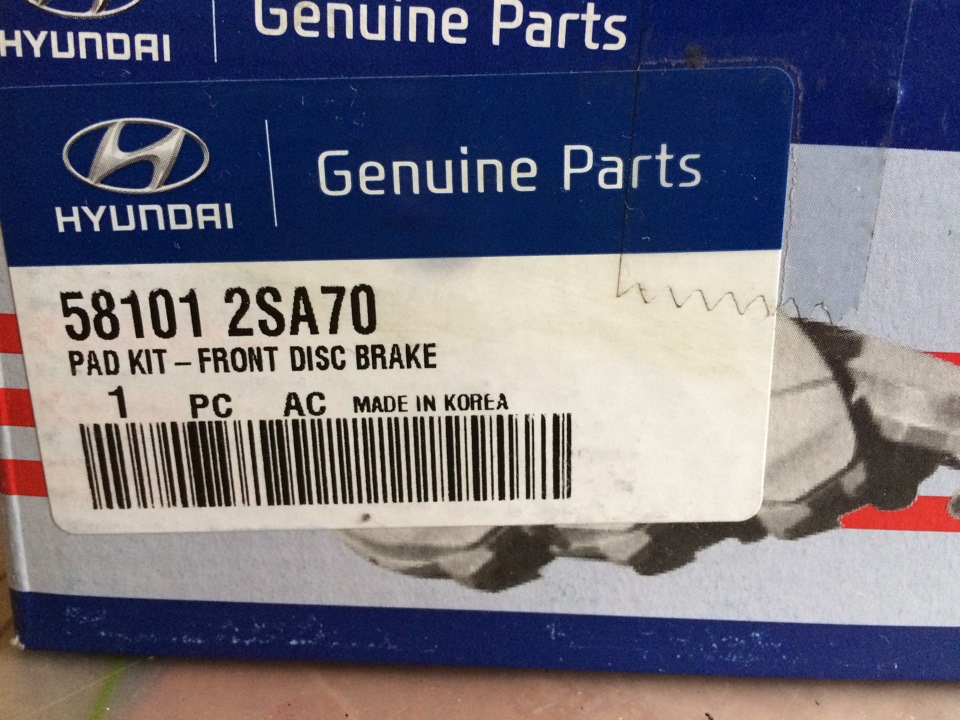 HYUNDAI
Genuine Parts
HYUNDAI
Genuine Parts
58101 2SA70
PAD KIT – FRONT DISC BRAKE
1 PC AC MADE IN KOREA